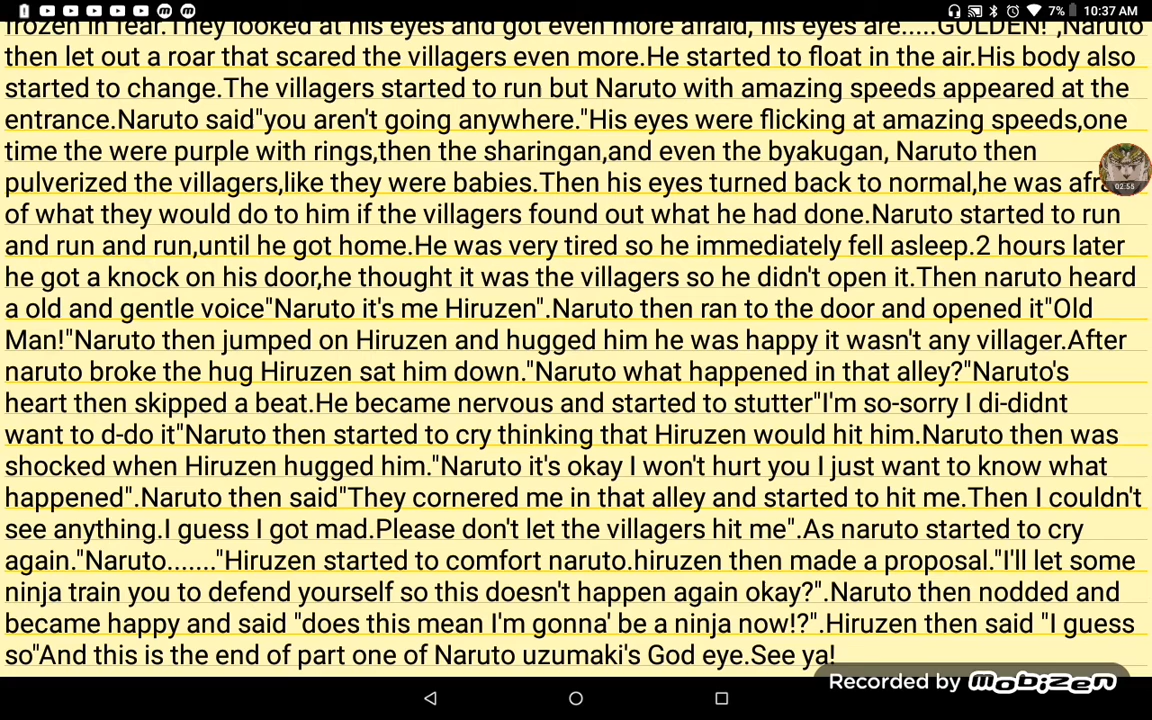 7% 10:37 AM
frozen in fear.They looked at his eyes and got even more afraid, his eyes are.....GOLDEN!",Naruto
then let out a roar that scared the villagers even more.He started to float in the air.His body also
started to change.The villagers started to run but Naruto with amazing speeds appeared at the
entrance.Naruto said"you aren't going anywhere."His eyes were flicking at amazing speeds,one
time the were purple with rings,then the sharingan,and even the byakugan, Naruto then
pulverized the villagers,like they were babies.Then his eyes turned back to normal,he was
02:55
of what they would do to him if the villagers found out what he had done.Naruto started to run
and run and run,until he got home.He was very tired so he immediately fell asleep.2 hours later
he got a knock on his door,he thought it was the villagers so he didn't open it.Then naruto heard
a old and gentle voice"Naruto it's me Hiruzen".Naruto then ran to the door and opened it"Old
Man!"Naruto then jumped on Hiruzen and hugged him he was happy it wasn't any villager.After
naruto broke the hug Hiruzen sat him down."Naruto what happened in that alley?"Naruto's
heart then skipped a beat.He became nervous and started to stutter"I'm so-sorry I di-didnt
want to d-do it"Naruto then started to cry thinking that Hiruzen would hit him.Naruto then was
shocked when Hiruzen hugged him."Naruto it's okay I won't hurt you I just want to know what
happened".Naruto then said"They cornered me in that alley and started to hit me.Then I couldn't
see anything.I guess I got mad.Please don't let the villagers hit me".As naruto started to cry
again."Naruto......."Hiruzen started to comfort naruto.hiruzen then made a proposal."I'll let some
ninja train you to defend yourself so this doesn't happen again okay?".Naruto then nodded and
became happy and said "does this mean I'm gonna' be a ninja now!?".Hiruzen then said "I guess
so"And this is the end of part one of Naruto uzumaki's God eye.See ya!
Recorded by mobizen